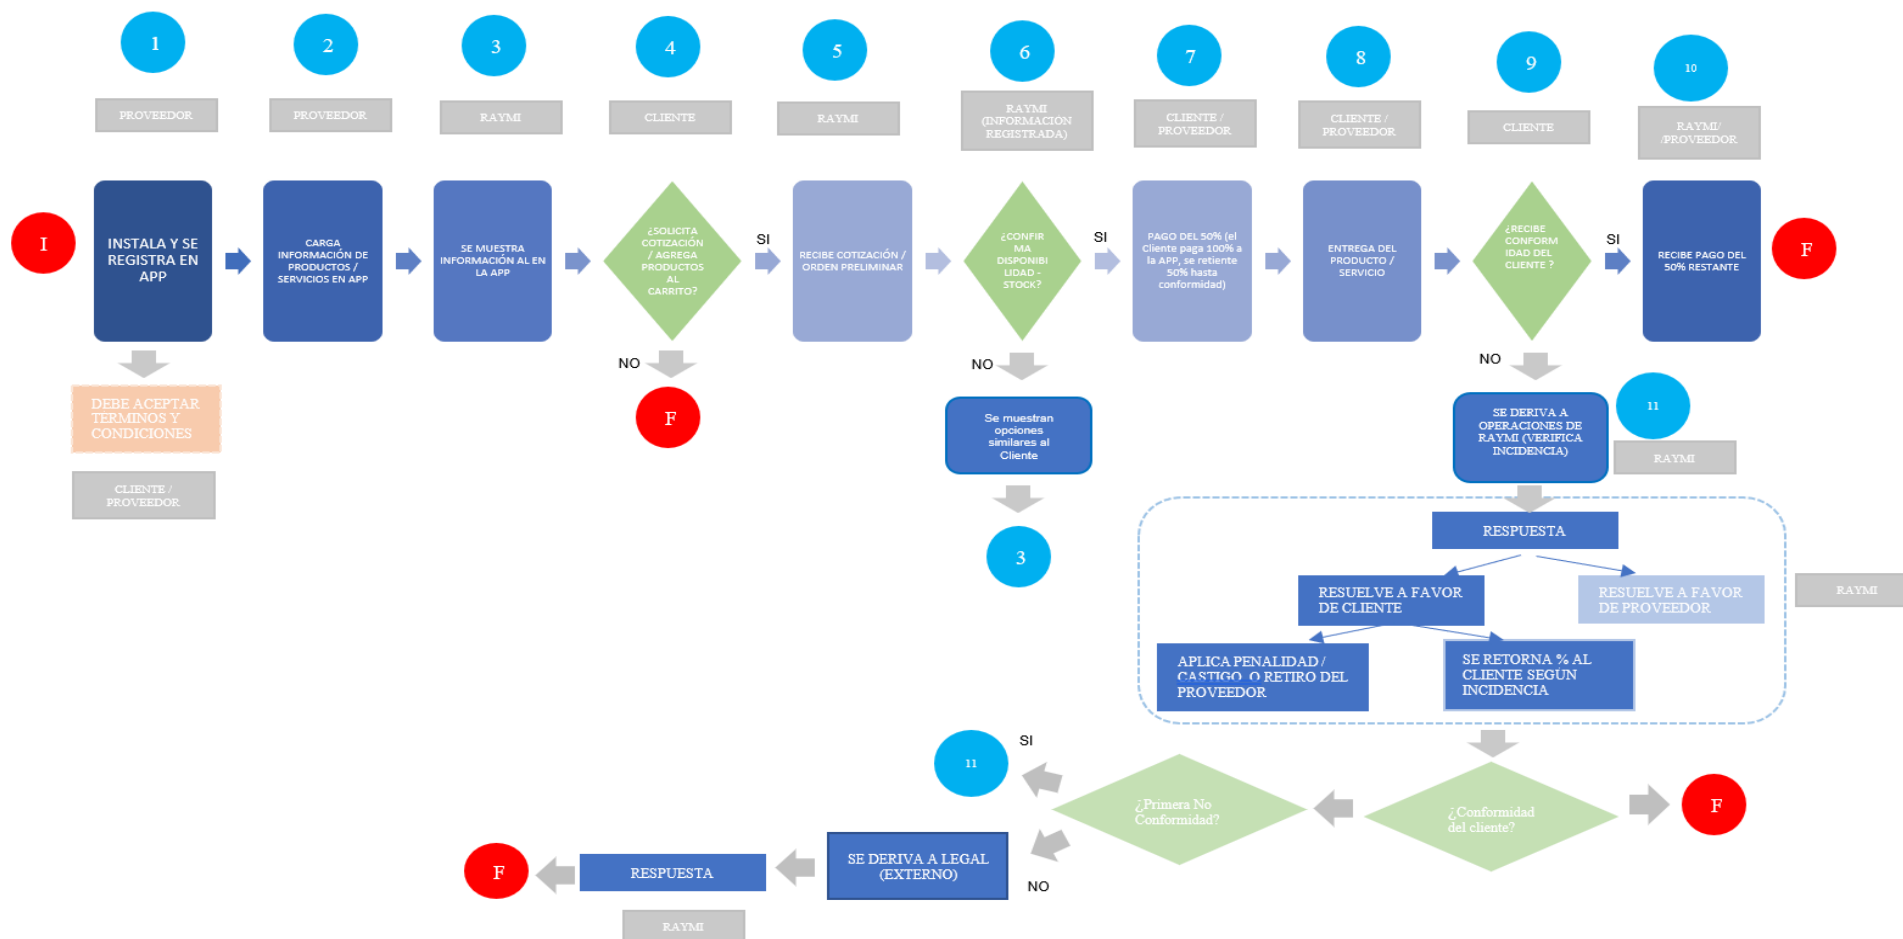 1
2
3
4
5
6
7
8
9
10
PROVEEDOR
PROVEEDOR
RAYMI
CLIENTE
RAYMI
RAYMI
(INFORMACIÓN
REGISTRADA)
CLIENTE /
PROVEEDOR
CLIENTE /
PROVEEDOR
CLIENTE
RAYMI/
/PROVEEDOR
I
INSTALA Y SE
REGISTRA EN
APP
CARGA
INFORMACIÓN DE
PRODUCTOS /
SERVICIOS EN APP
SE MUESTRA
INFORMACIÓN AL EN
LA APP
¿SOLICITA
COTIZACIÓN
/ AGREGA
PRODUCTOS
AL
CARRITO?
SI
RECIBE COTIZACIÓN /
ORDEN PRELIMINAR
¿CONFIR
MA
DISPONIBI
LIDAD -
STOCK?
SI
PAGO DEL 50% (el
Cliente paga 100% a
la APP, se retiente
50% hasta
conformidad)
ENTREGA DEL
PRODUCTO /
SERVICIO
¿RECIBE
CONFORM
IDAD DEL
CLIENTE ?
SI
RECIBE PAGO DEL
50% RESTANTE
F
NO
NO
NO
DEBE ACEPTAR
TERMINOS Y
CONDICIONES
CLIENTE /
PROVEEDOR
F
Se muestran
opciones
similares al
Cliente
3
SE DERIVA A
OPERACIONES DE
RAYMI (VERIFICA
INCIDENCIA)
11
RAYMI
RESPUESTA
RESUELVE A FAVOR
DE CLIENTE
RESUELVE A FAVOR
DE PROVEEDOR
RAYMI
APLICA PENALIDAD /
CASTIGO O RETIRO DEL
PROVEEDOR
SE RETORNA % AL
CLIENTE SEGÚN
INCIDENCIA
11
SI
¿Primera No
Conformidad?
¿Conformidad
del cliente?
F
NO
SE DERIVA A LEGAL
(EXTERNO)
RESPUESTA
F
RAYMI